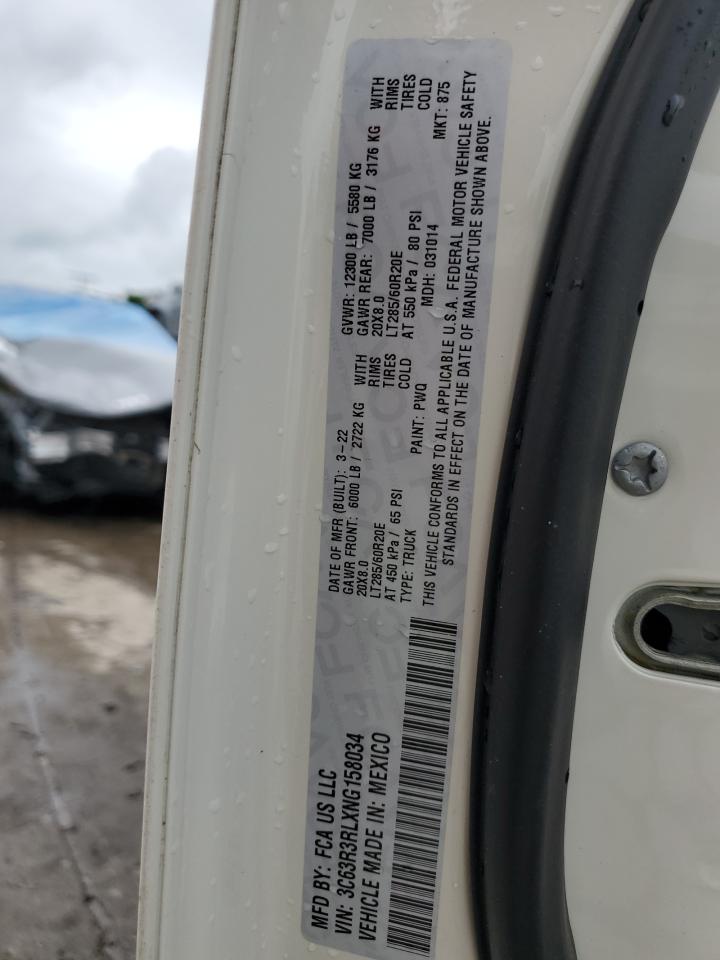 MFD BY: FCA US LLC
VIN: 3C63R3RLXNG158034
VEHICLE MADE IN: MEXICO
DATE OF MFR (BUILT): 3-22
GAWR FRONT: 6000 LB / 2722 KG WITH
20X8.0 RIMS
LT285/60R20E TIRES
AT 450 kPa / 65 PSI COLD
TYPE: TRUCK PAINT: PWQ
GVWR: 12300 LB / 5580 KG
GAWR REAR: 7000 LB / 3176 KG WITH
20X8.0 RIMS
LT285/60R20E TIRES
AT 550 kPa / 80 PSI COLD
MDH: 031014 MKT: 875
THIS VEHICLE CONFORMS TO ALL APPLICABLE U.S.A. FEDERAL MOTOR VEHICLE SAFETY
STANDARDS IN EFFECT ON THE DATE OF MANUFACTURE SHOWN ABOVE.